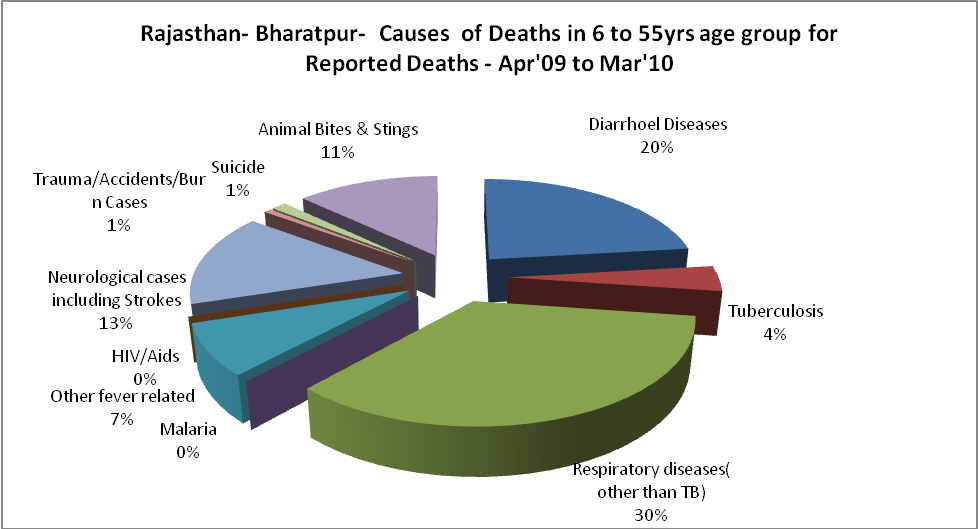 Rajasthan- Bharatpur-  Causes  of Deaths in 6 to 55yrs age group for
Reported Deaths - Apr'09 to Mar'10
Diarrhoel Diseases
20%
Tuberculosis
4%
Respiratory diseases(
other than TB)
30%
Malaria
0%
Other fever related
7%
HIV/Aids
0%
Neurological cases
including Strokes
13%
Trauma/Accidents/Bur
n Cases
1%
Suicide
1%
Animal Bites & Stings
11%